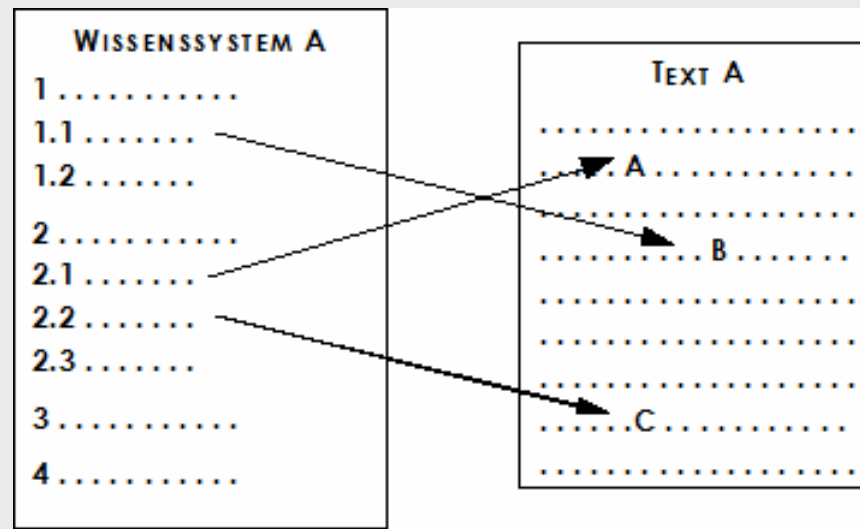 WISSENSSYSTEM A
1 . . . . . . . . . . .
1.1 . . . . . . .
1.2 . . . . . . .
2 . . . . . . . . . . .
2.1 . . . . . . .
2.2 . . . . . . .
2.3 . . . . . . .
3 . . . . . . . . . . .
4 . . . . . . . . . . .
TEXT A
. . . . . . . . . . . . . . . . . . .
. . . . . A . . . . . . . . . . . .
. . . . . . . . . . . . . . . . . . .
. . . . . . . . . . B . . . . . . .
. . . . . . . . . . . . . . . . . . .
. . . . . . . . . . . . . . . . . . .
. . . . . . . . . . . . . . . . . . .
. . . . . . C . . . . . . . . . . .
. . . . . . . . . . . . . . . . . . .